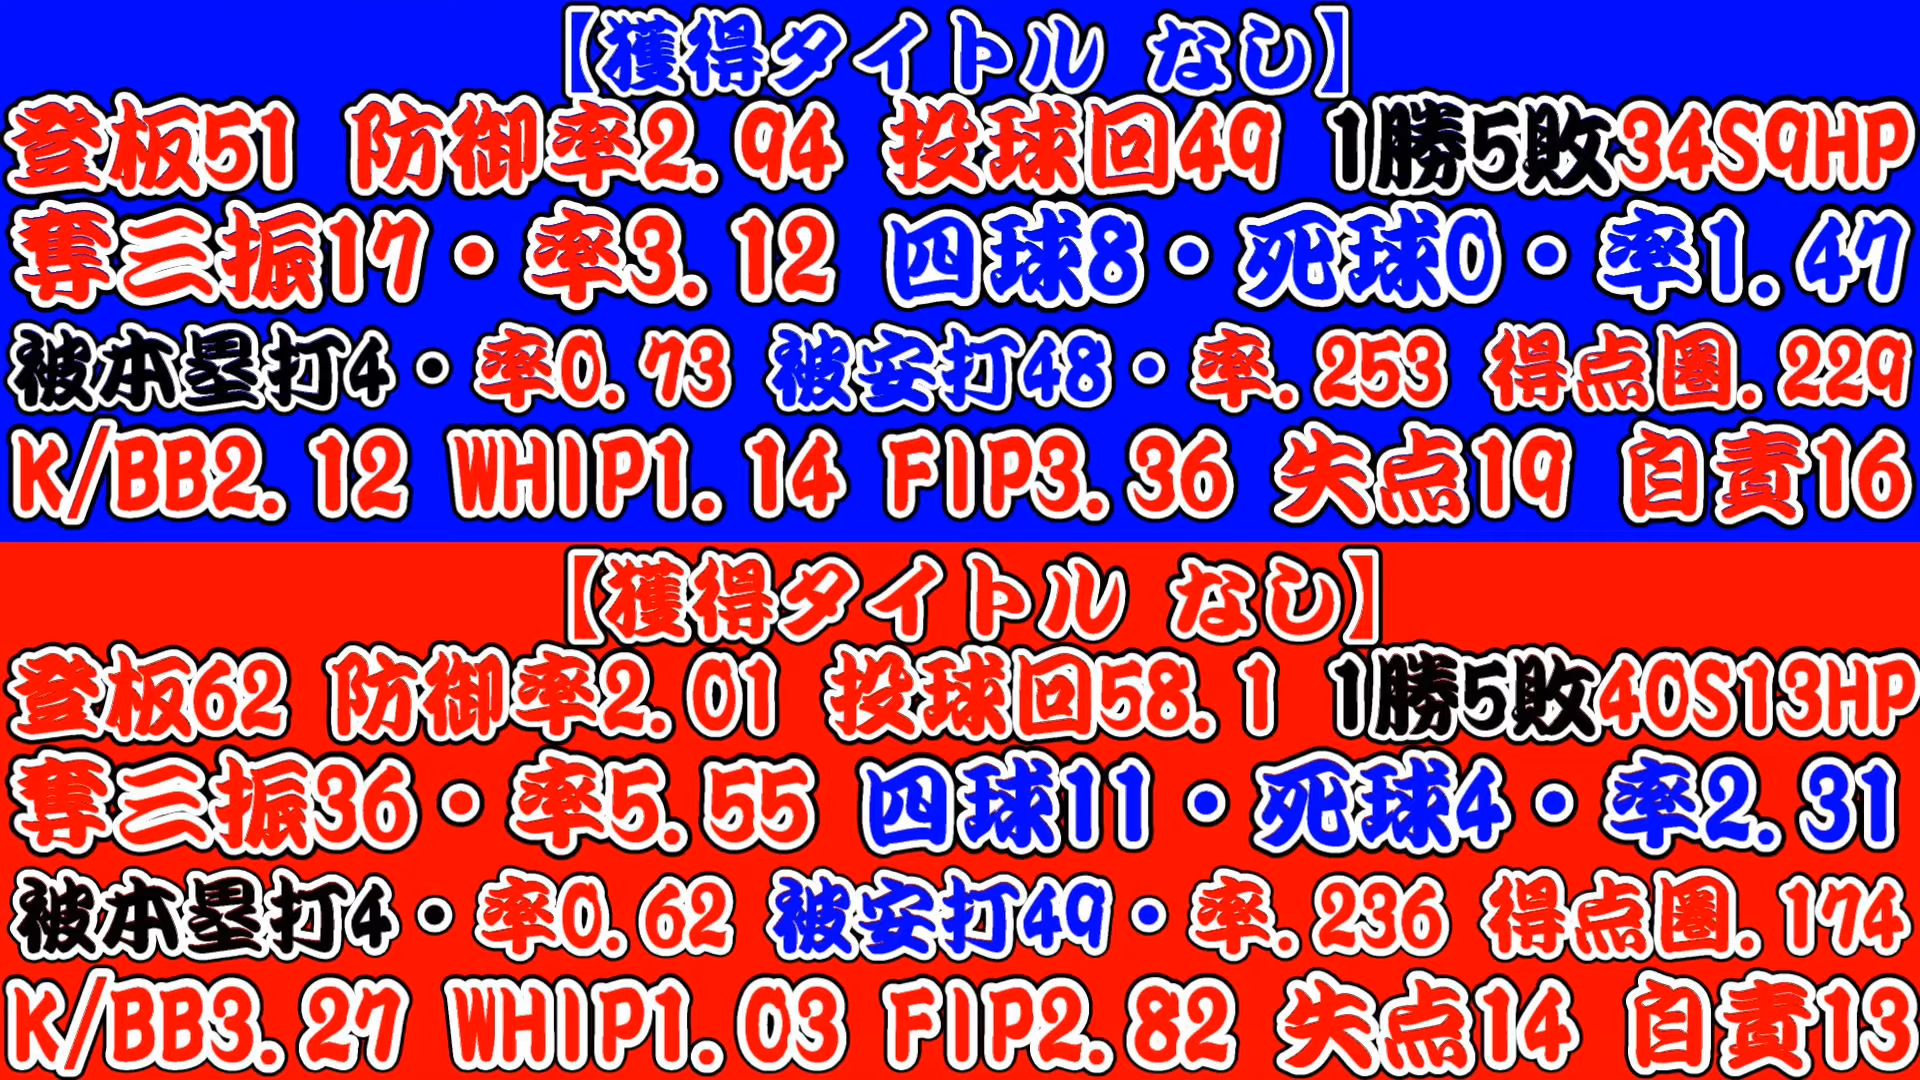 【獲得タイトル なし】
登板51 防御率2.94 投球回49 1勝5敗34S9HP
奪三振17・率3.12 四球8・死球0・率1.47
被本塁打4・率0.73 被安打48・率.253 得点圏.229
K/BB2.12 WHIP1.14 FIP3.36 失点19 自責16
【獲得タイトル なし】
登板62 防御率2.01 投球回58.1 1勝5敗40S13HP
奪三振36・率5.55 四球11・死球4・率2.31
被本塁打4・率0.62 被安打49・率.236 得点圏.174
K/BB3.27 WHIP1.03 FIP2.82 失点14 自責13